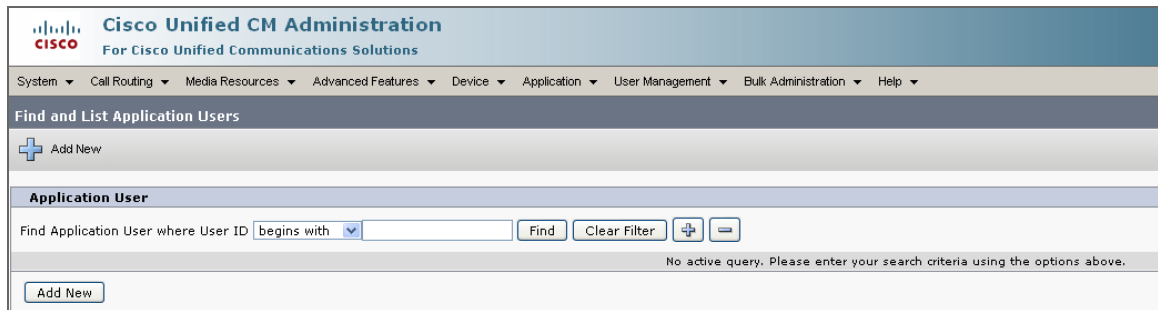 Cisco Unified CM Administration
CISCO
For Cisco Unified Communications Solutions
System Call Routing Media Resources Advanced Features Device Application User Management Bulk Administration Help
Find and List Application Users
Add New
Application User
Find Application User where User ID begins with Find Clear Filter
No active query. Please enter your search criteria using the options above.
Add New